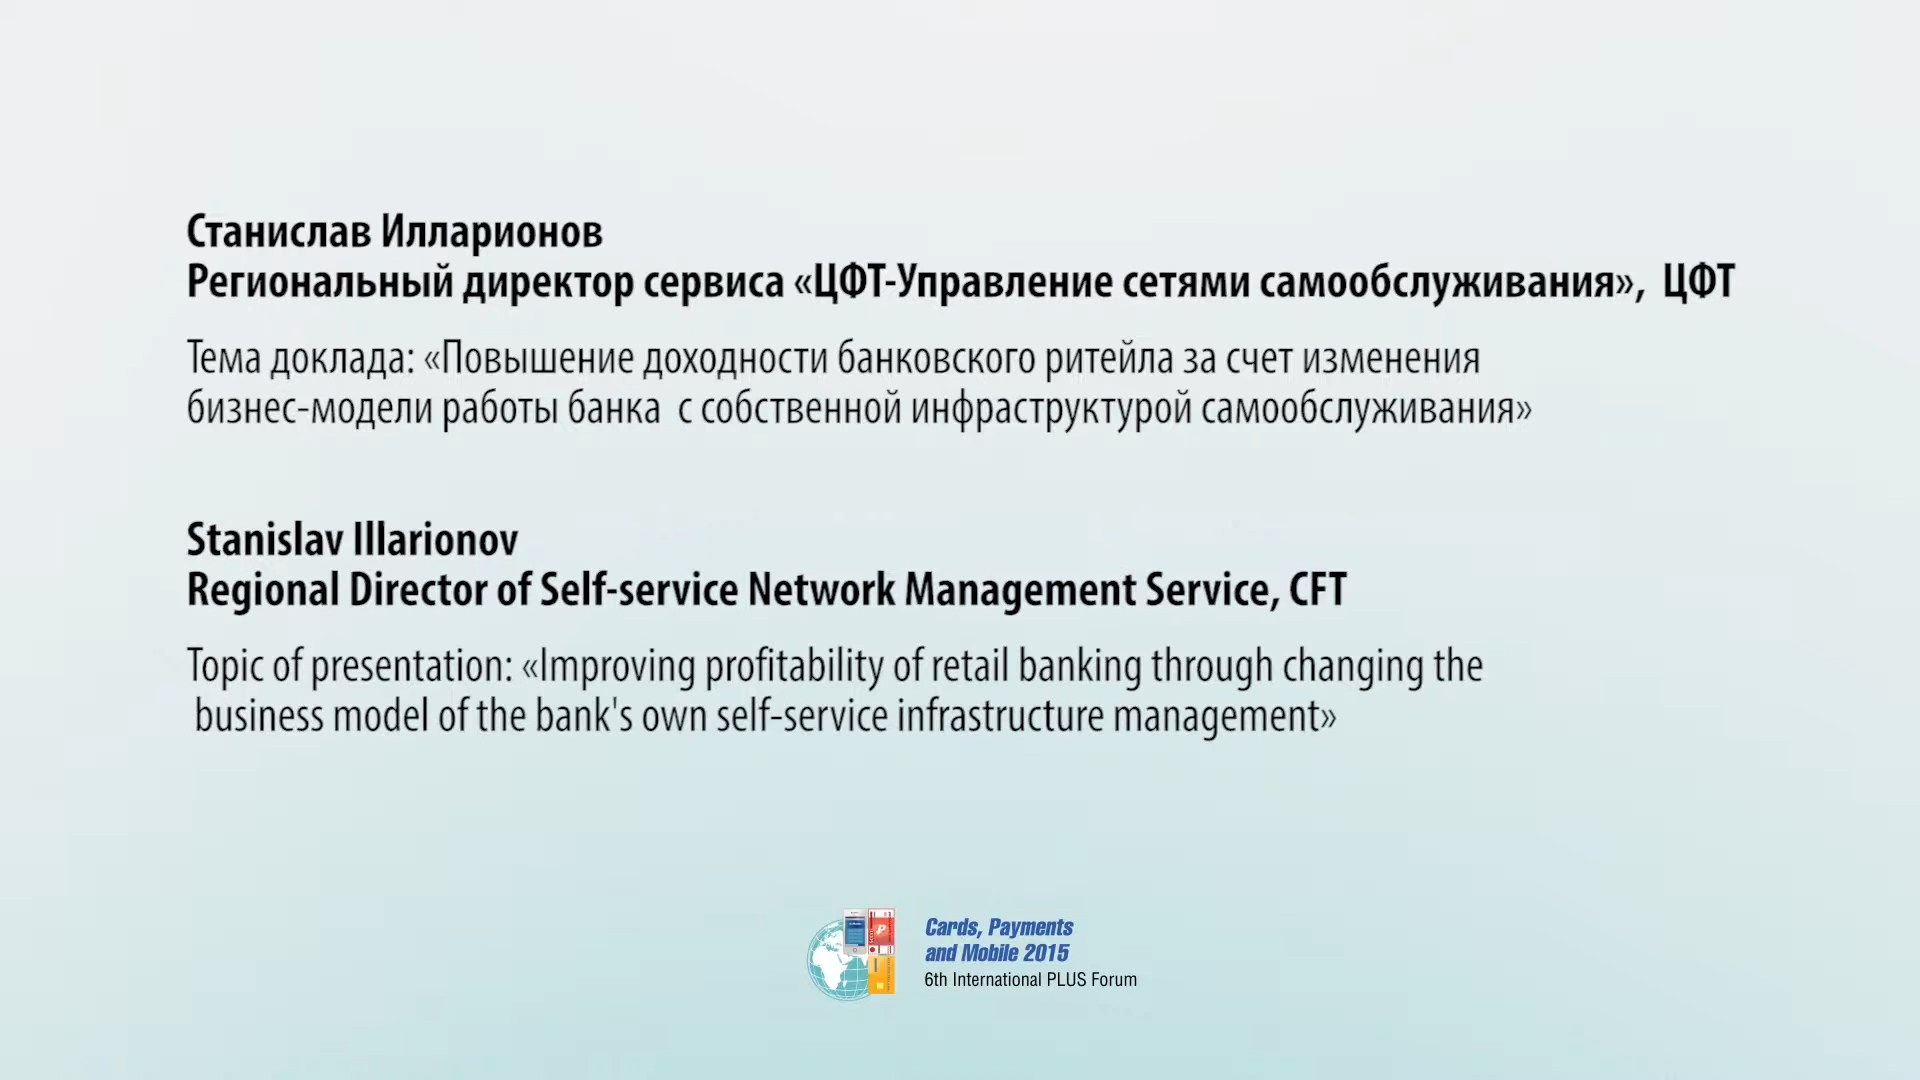 Станислав Илларионов
Региональный директор сервиса «ЦФТ-Управление сетями самообслуживания», ЦФТ
Тема доклада: «Повышение доходности банковского ритейла за счет изменения
бизнес-модели работы банка с собственной инфраструктурой самообслуживания»
Stanislav Illarionov
Regional Director of Self-service Network Management Service, CFT
Topic of presentation: «Improving profitability of retail banking through changing the
business model of the bank's own self-service infrastructure management»
Cards, Payments
and Mobile 2015
6th International PLUS Forum